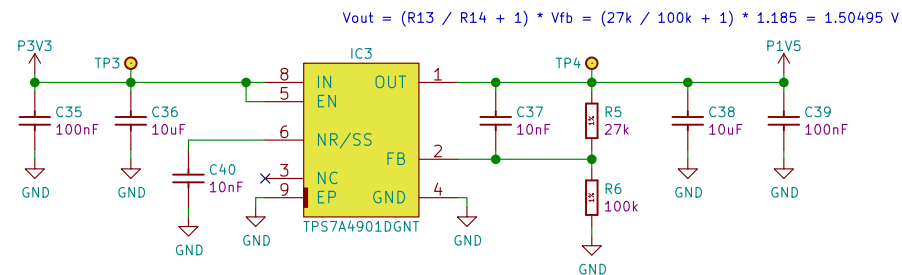 Vout = (R13 / R14 + 1) * Vfb = (27k / 100k + 1) * 1.185 = 1.50495 V
P3V3
TP3
IC3
TP4
P1V5
C35
100nF
C36
10uF
8
IN
OUT
1
5
EN
C37
10nF
R5
1%
27k
C38
10uF
C39
100nF
6
NR/SS
C40
10nF
3
NC
FB
2
9
EP
GND
4
R6
1%
100k
TPS7A4901DGNT
GND
GND
GND
GND
GND
GND
GND
GND